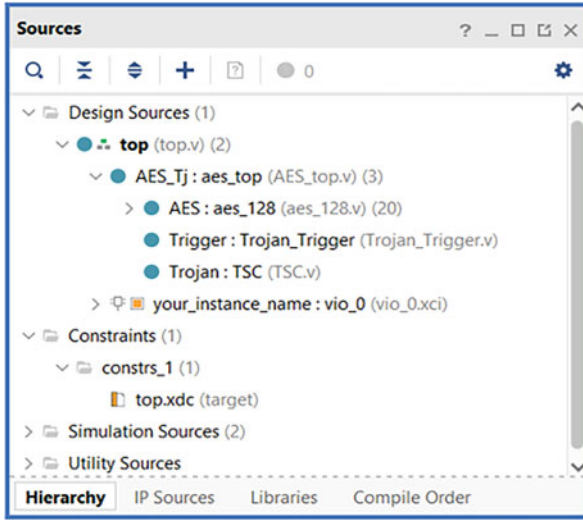 Sources
0
Design Sources (1)
top (top.v) (2)
AES_Tj : aes_top (AES_top.v) (3)
AES : aes_128 (aes_128.v) (20)
Trigger : Trojan_Trigger (Trojan_Trigger.v)
Trojan : TSC (TSC.v)
your_instance_name : vio_0 (vio_0.xci)
Constraints (1)
constrs_1 (1)
top.xdc (target)
Simulation Sources (2)
Utility Sources
Hierarchy IP Sources Libraries Compile Order